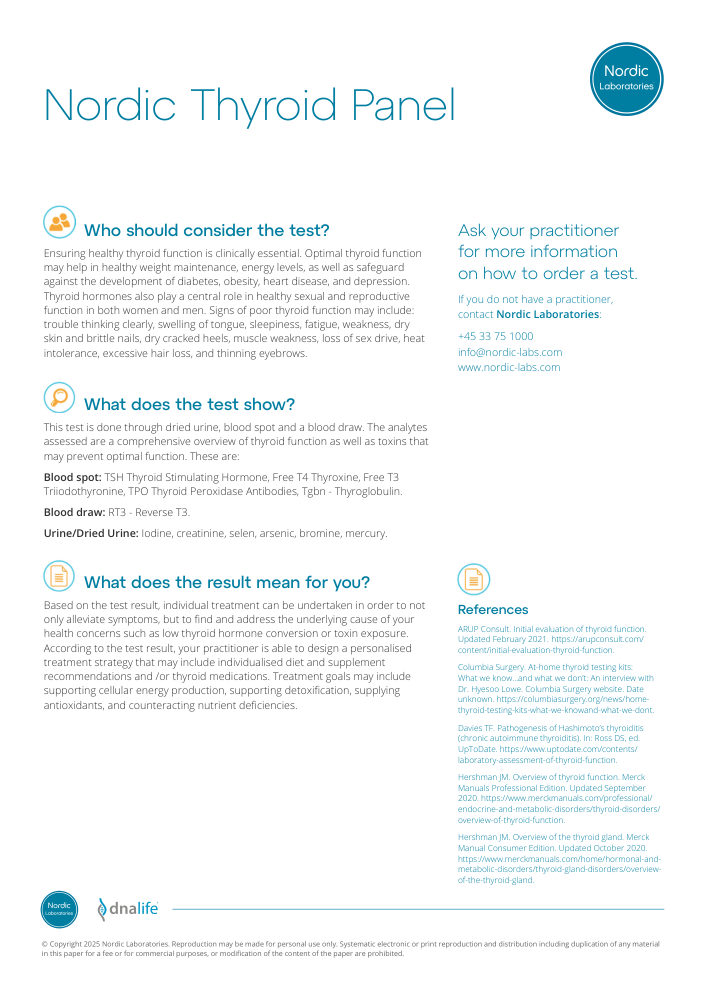 Nordic
Laboratories
Nordic Thyroid Panel
Who should consider the test?
Ensuring healthy thyroid function is clinically essential. Optimal thyroid function
may help in healthy weight maintenance, energy levels, as well as safeguard
against the development of diabetes, obesity, heart disease, and depression.
Thyroid hormones also play a central role in healthy sexual and reproductive
function in both women and men. Signs of poor thyroid function may include:
trouble thinking clearly, swelling of tongue, sleepiness, fatigue, weakness, dry
skin and brittle nails, dry cracked heels, muscle weakness, loss of sex drive, heat
intolerance, excessive hair loss, and thinning eyebrows.
What does the test show?
This test is done through dried urine, blood spot and a blood draw. The analytes
assessed are a comprehensive overview of thyroid function as well as toxins that
may prevent optimal function. These are:
Blood spot: TSH Thyroid Stimulating Hormone, Free T4 Thyroxine, Free T3
Triiodothyronine, TPO Thyroid Peroxidase Antibodies, Tgbn - Thyroglobulin.
Blood draw: RT3 - Reverse T3.
Urine/Dried Urine: Iodine, creatinine, selen, arsenic, bromine, mercury.
What does the result mean for you?
Based on the test result, individual treatment can be undertaken in order to not
only alleviate symptoms, but to find and address the underlying cause of your
health concerns such as low thyroid hormone conversion or toxin exposure.
According to the test result, your practitioner is able to design a personalised
treatment strategy that may include individualised diet and supplement
recommendations and /or thyroid medications. Treatment goals may include
supporting cellular energy production, supporting detoxification, supplying
antioxidants, and counteracting nutrient deficiencies.
Ask your practitioner
for more information
on how to order a test.
If you do not have a practitioner,
contact Nordic Laboratories:
+45 33 75 1000
info@nordic-labs.com
www.nordic-labs.com
References
ARUP Consult. Initial evaluation of thyroid function.
Updated February 2021. https://arupconsult.com/
content/initial-evaluation-thyroid-function.
Columbia Surgery. At-home thyroid testing kits:
What we know...and what we don't: An interview with
Dr. Hyesoo Lowe. Columbia Surgery website. Date
unknown. https://columbiasurgery.org/news/home-
thyroid-testing-kits-what-we-knowand-what-we-dont.
Davies TF. Pathogenesis of Hashimoto's thyroiditis
(chronic autoimmune thyroiditis). In: Ross DS, ed.
UpToDate. https://www.uptodate.com/contents/
laboratory-assessment-of-thyroid-function.
Hershman JM. Overview of thyroid function. Merck
Manuals Professional Edition. Updated September
2020. https://www.merckmanuals.com/professional/
endocrine-and-metabolic-disorders/thyroid-disorders/
overview-of-thyroid-function.
Hershman JM. Overview of the thyroid gland. Merck
Manual Consumer Edition. Updated October 2020.
https://www.merckmanuals.com/home/hormonal-and-
metabolic-disorders/thyroid-gland-disorders/overview-
of-the-thyroid-gland.
Nordic
Laboratories
dnalife
© Copyright 2025 Nordic Laboratories. Reproduction may be made for personal use only. Systematic electronic or print reproduction and distribution including duplication of any material
in this paper for a fee or for commercial purposes, or modification of the content of the paper are prohibited.